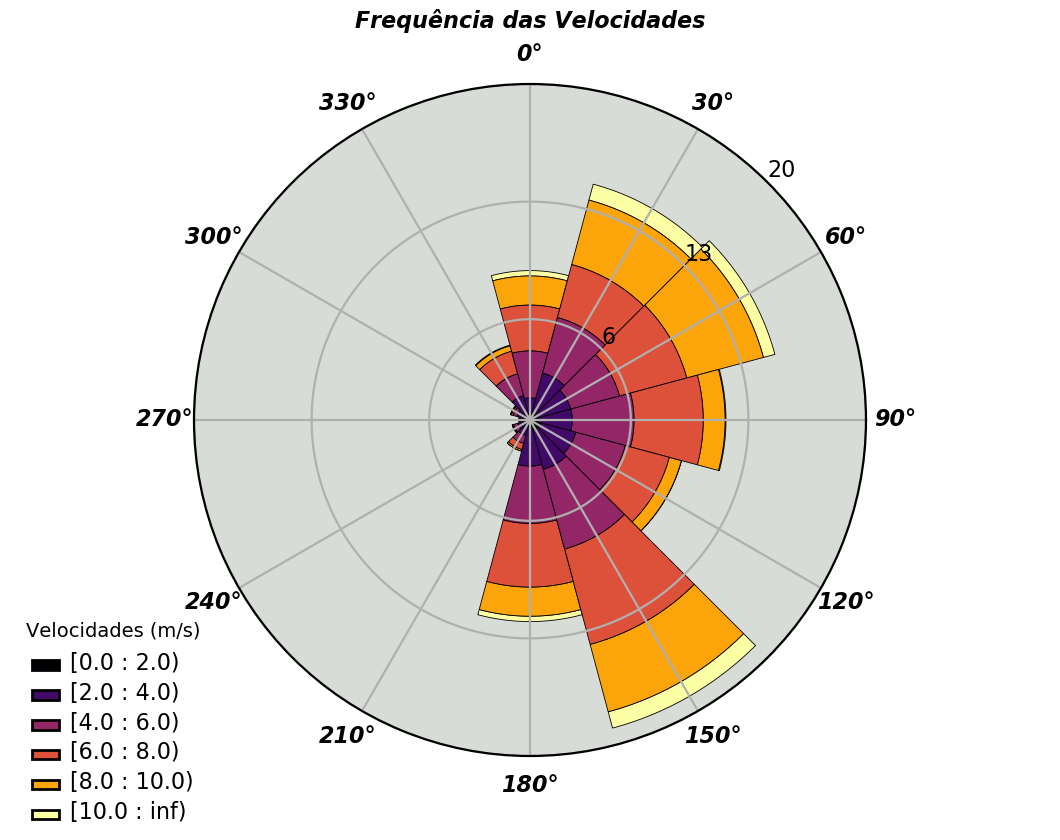 Frequência das Velocidades
0°
330°
30°
20
300°
60°
13
6
270°
90°
240°
120°
210°
150°
180°
Velocidades (m/s)
[0.0 : 2.0)
[2.0 : 4.0)
[4.0 : 6.0)
[6.0 : 8.0)
[8.0 : 10.0)
[10.0 : inf)